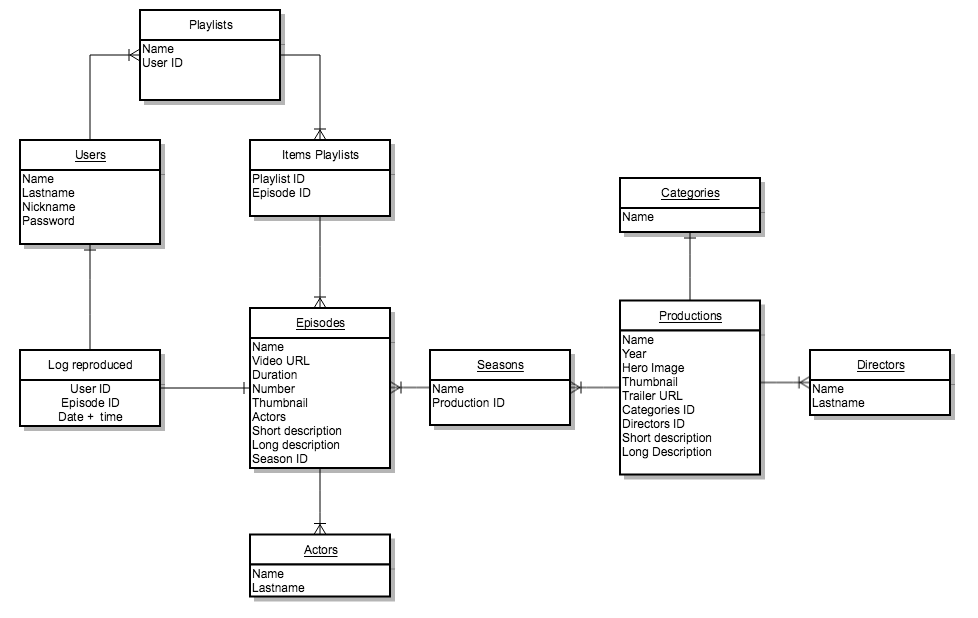 Playlists
Name
User ID
Users
Name
Lastname
Nickname
Password
Items Playlists
Playlist ID
Episode ID
Categories
Name
Episodes
Name
Video URL
Duration
Number
Thumbnail
Actors
Short description
Long description
Season ID
Productions
Name
Year
Hero Image
Thumbnail
Trailer URL
Categories ID
Directors ID
Short description
Long Description
Log reproduced
User ID
Episode ID
Date + time
Seasons
Name
Production ID
Directors
Name
Lastname
Actors
Name
Lastname